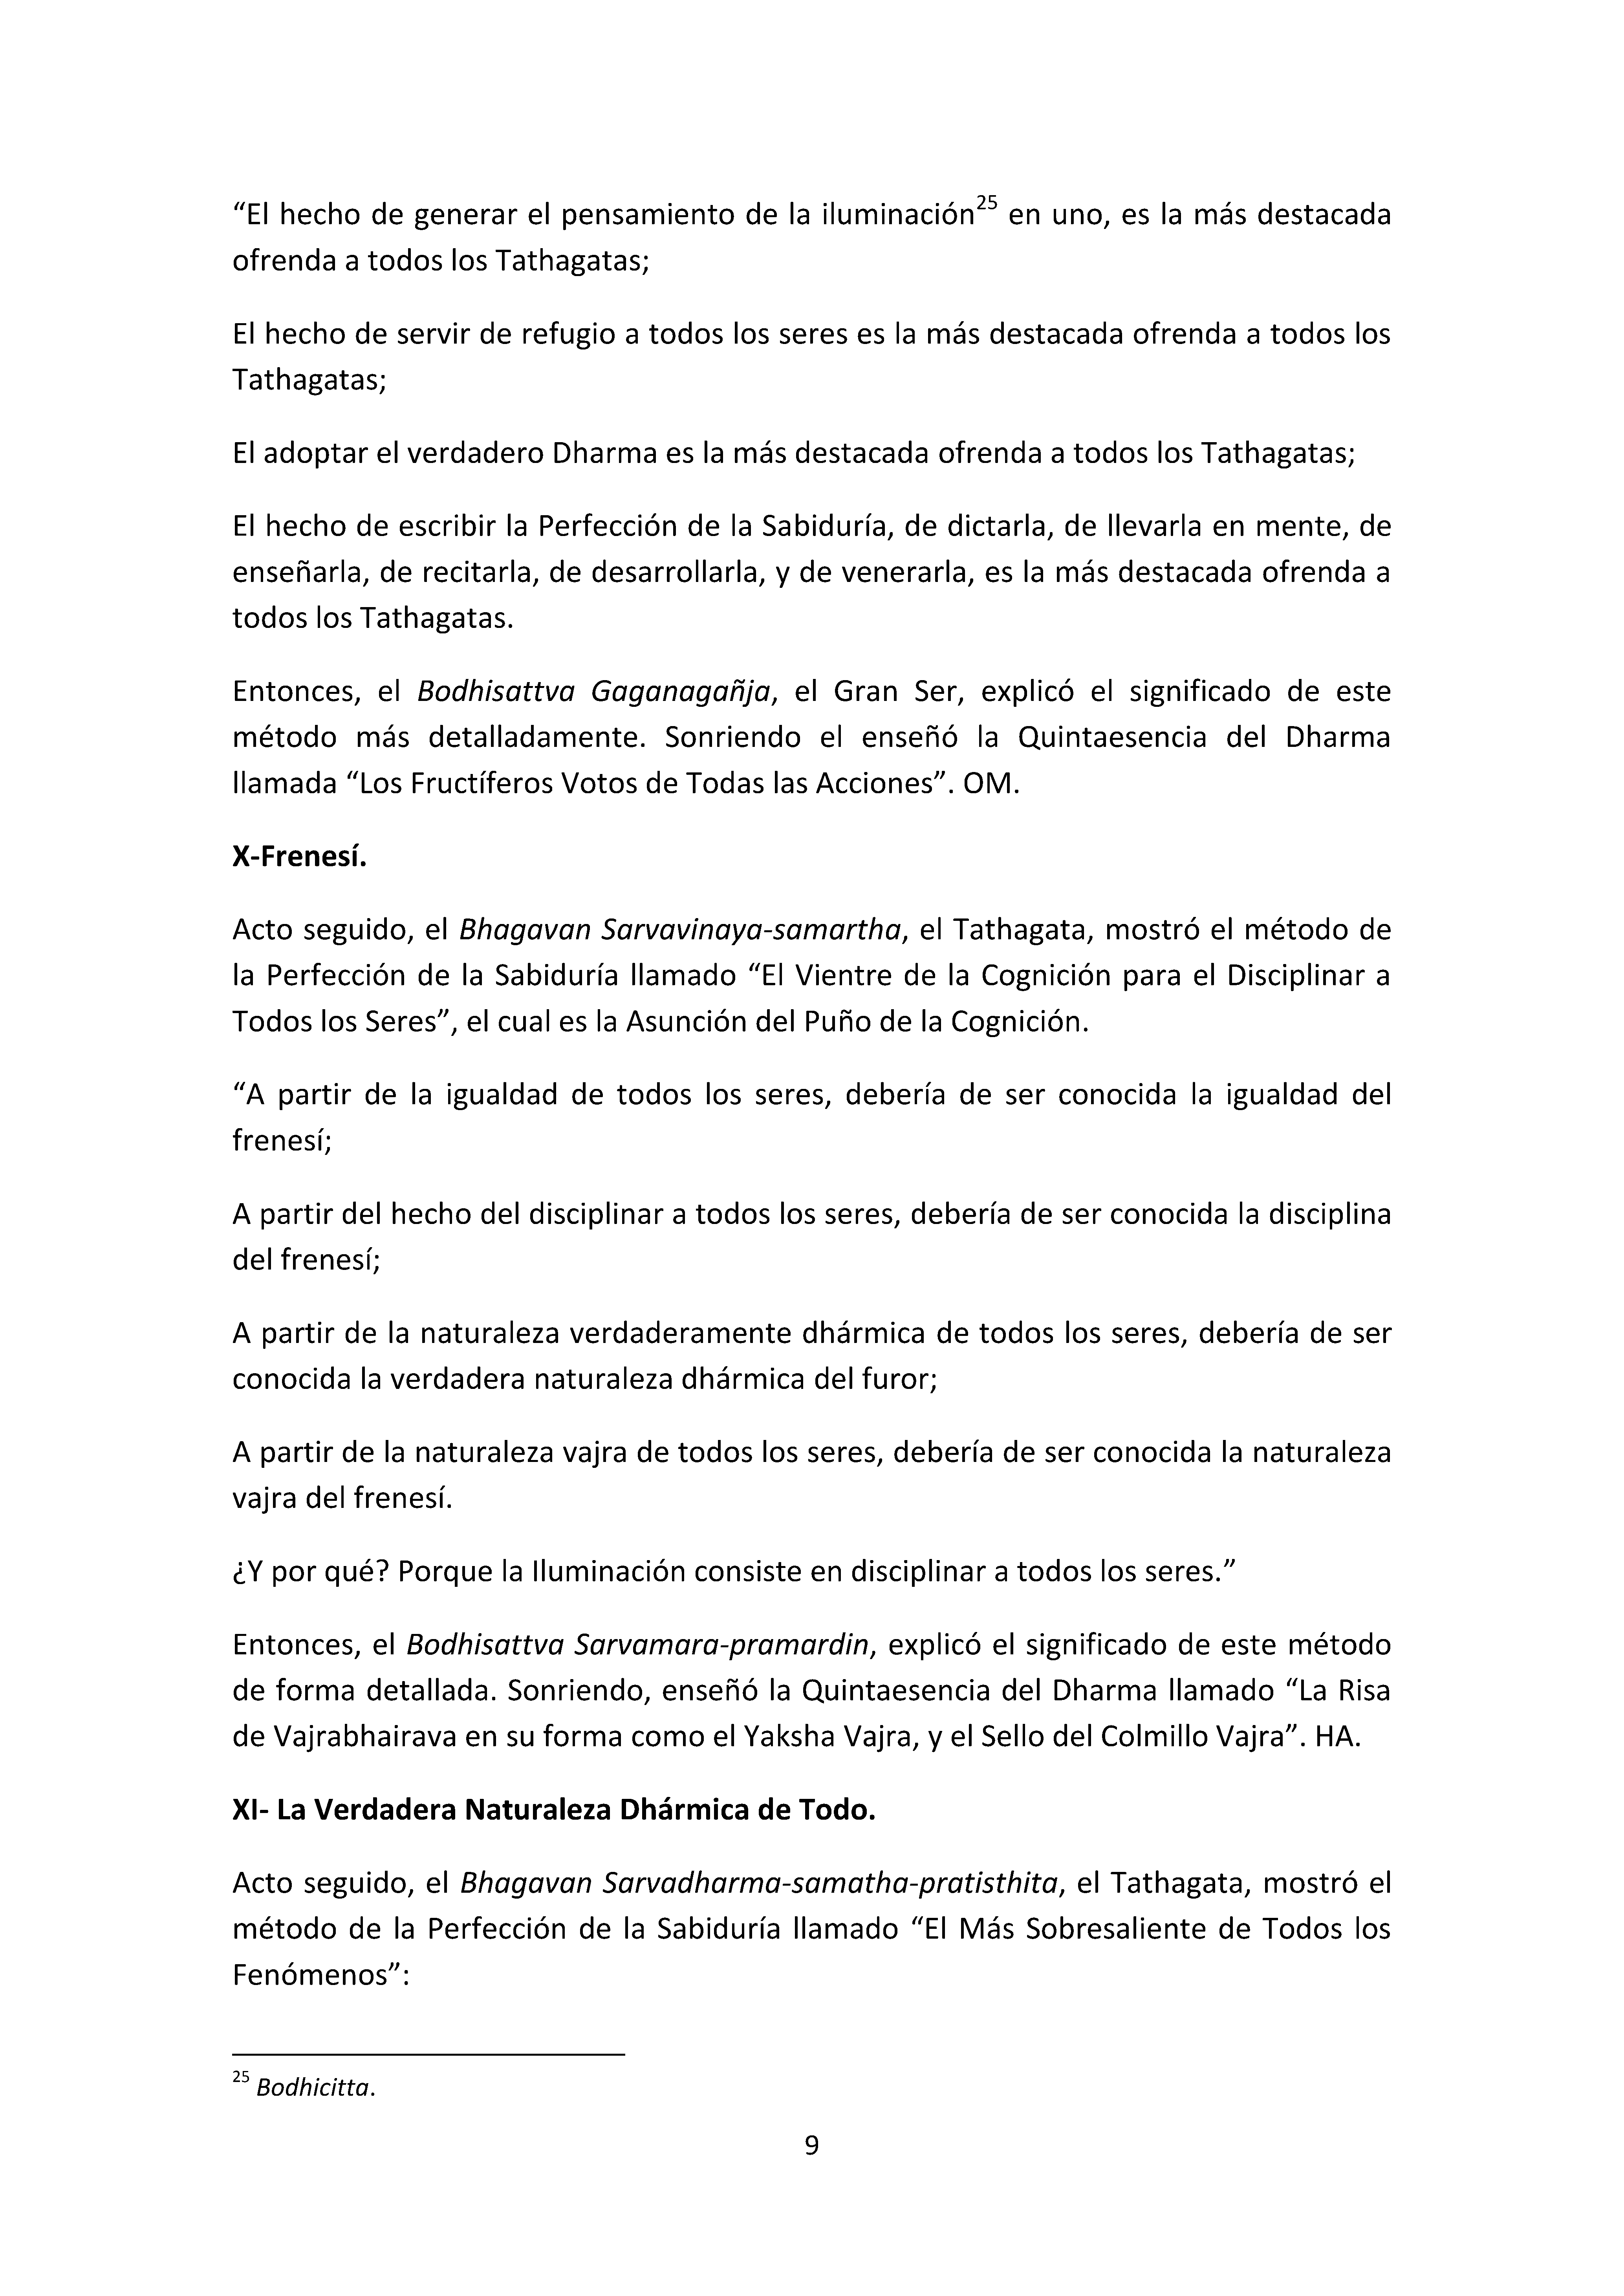 “El hecho de generar el pensamiento de la iluminación25 en uno, es la más destacada
ofrenda a todos los Tathagatas;
El hecho de servir de refugio a todos los seres es la más destacada ofrenda a todos los
Tathagatas;
El adoptar el verdadero Dharma es la más destacada ofrenda a todos los Tathagatas;
El hecho de escribir la Perfección de la Sabiduría, de dictarla, de llevarla en mente, de
enseñarla, de recitarla, de desarrollarla, y de venerarla, es la más destacada ofrenda a
todos los Tathagatas.
Entonces, el Bodhisattva Gaganagañja, el Gran Ser, explicó el significado de este
método más detalladamente. Sonriendo el enseñó la Quintaesencia del Dharma
llamada “Los Fructíferos Votos de Todas las Acciones”. OM.
X-Frenesí.
Acto seguido, el Bhagavan Sarvavinaya-samartha, el Tathagata, mostró el método de
la Perfección de la Sabiduría llamado “El Vientre de la Cognición para el Disciplinar a
Todos los Seres”, el cual es la Asunción del Puño de la Cognición.
“A partir de la igualdad de todos los seres, debería de ser conocida la igualdad del
frenesí;
A partir del hecho del disciplinar a todos los seres, debería de ser conocida la disciplina
del frenesí;
A partir de la naturaleza verdaderamente dhármica de todos los seres, debería de ser
conocida la verdadera naturaleza dhármica del furor;
A partir de la naturaleza vajra de todos los seres, debería de ser conocida la naturaleza
vajra del frenesí.
¿Y por qué? Porque la Iluminación consiste en disciplinar a todos los seres.”
Entonces, el Bodhisattva Sarvamara-pramardin, explicó el significado de este método
de forma detallada. Sonriendo, enseñó la Quintaesencia del Dharma llamado “La Risa
de Vajrabhairava en su forma como el Yaksha Vajra, y el Sello del Colmillo Vajra”. HA.
XI- La Verdadera Naturaleza Dhármica de Todo.
Acto seguido, el Bhagavan Sarvadharma-samatha-pratisthita, el Tathagata, mostró el
método de la Perfección de la Sabiduría llamado “El Más Sobresaliente de Todos los
Fenómenos”:
25 Bodhicitta.
9